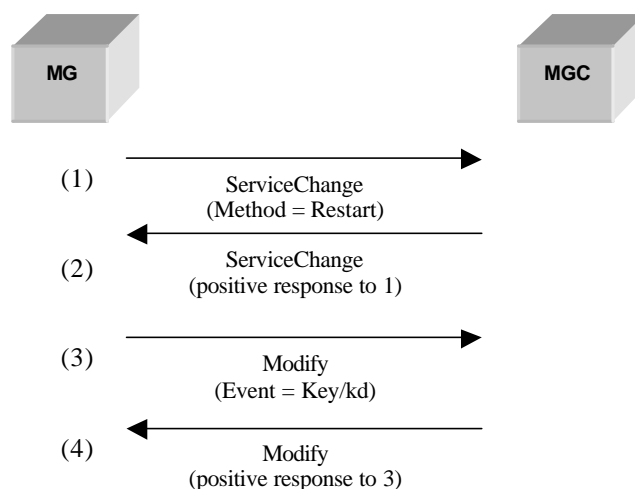 MG
MGC
(1)
ServiceChange
(Method = Restart)
(2)
ServiceChange
(positive response to 1)
(3)
Modify
(Event = Key/kd)
(4)
Modify
(positive response to 3)